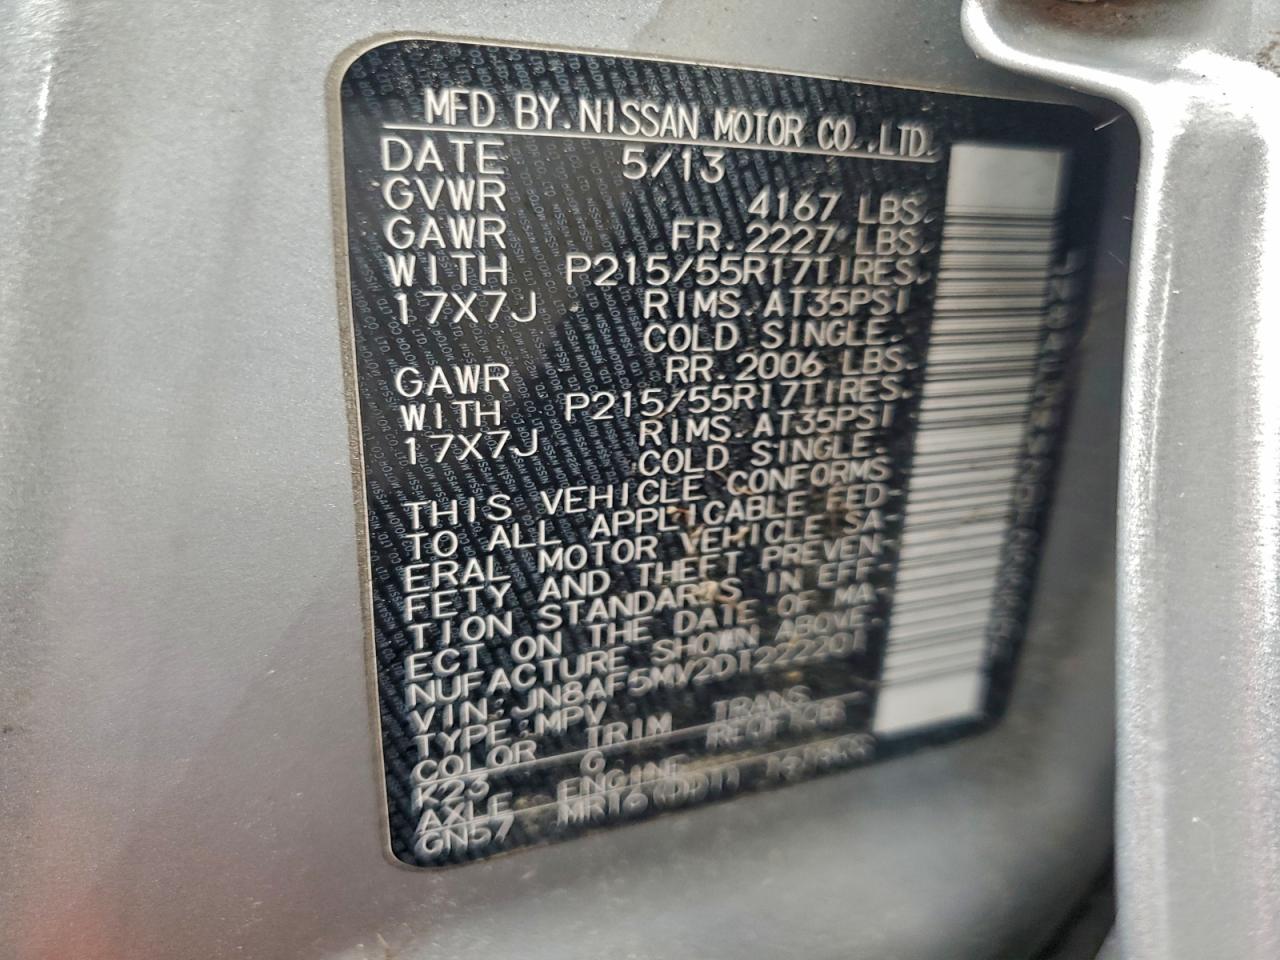 MFD BY.NISSAN MOTOR CO.,LTD.
DATE 5/13
GVWR 4167 LBS.
GAWR FR.2227 LBS.
WITH P215/55R17TIRES.
17X7J RIMS.AT35PSI
COLD SINGLE.
GAWR RR.2006 LBS.
WITH P215/55R17TIRES.
17X7J RIMS.AT35PSI
COLD SINGLE.
THIS VEHICLE CONFORMS
TO ALL APPLICABLE FED-
ERAL MOTOR VEHICLE SA-
FETY AND THEFT PREVEN-
TION STANDARDS IN EFF-
ECT ON THE DATE OF MA-
NUFACTURE SHOWN ABOVE.
VIN:JN8AF5MV2DT222201
TYPE:MPV
COLOR TRIM TRANS
K23 G
AXLE ENGINE
GN57 MR16(DDT)